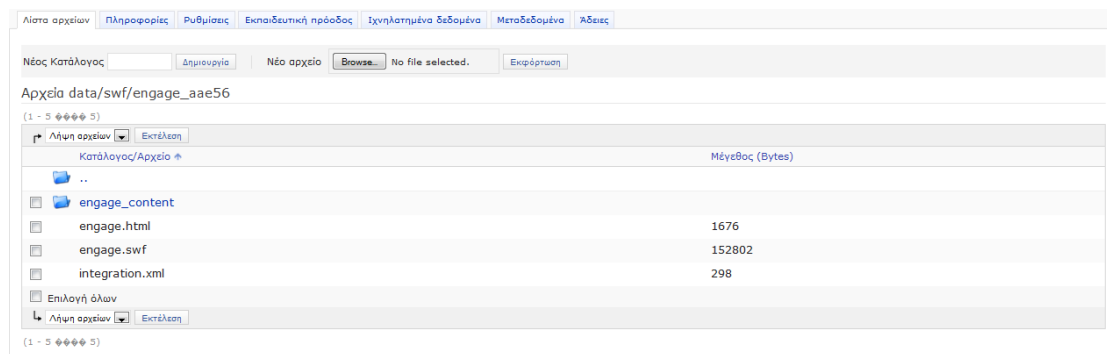 Λίστα αρχείων Πληροφορίες Ρυθμίσεις Εκπαιδευτική πρόοδος Ιχνηλατημένα δεδομένα Μεταδεδομένα Άδειες
Νέος Κατάλογος Δημιουργία Νέο αρχείο Browse... No file selected. Εκφόρτωση
Αρχεία data/swf/engage_aae56
(1 - 5 ���� 5)
Λήψη αρχείων Εκτέλεση
Κατάλογος/Αρχείο Μέγεθος (Bytes)
..
engage_content
engage.html 1676
engage.swf 152802
integration.xml 298
Επιλογή όλων
Λήψη αρχείων Εκτέλεση
(1 - 5 ���� 5)